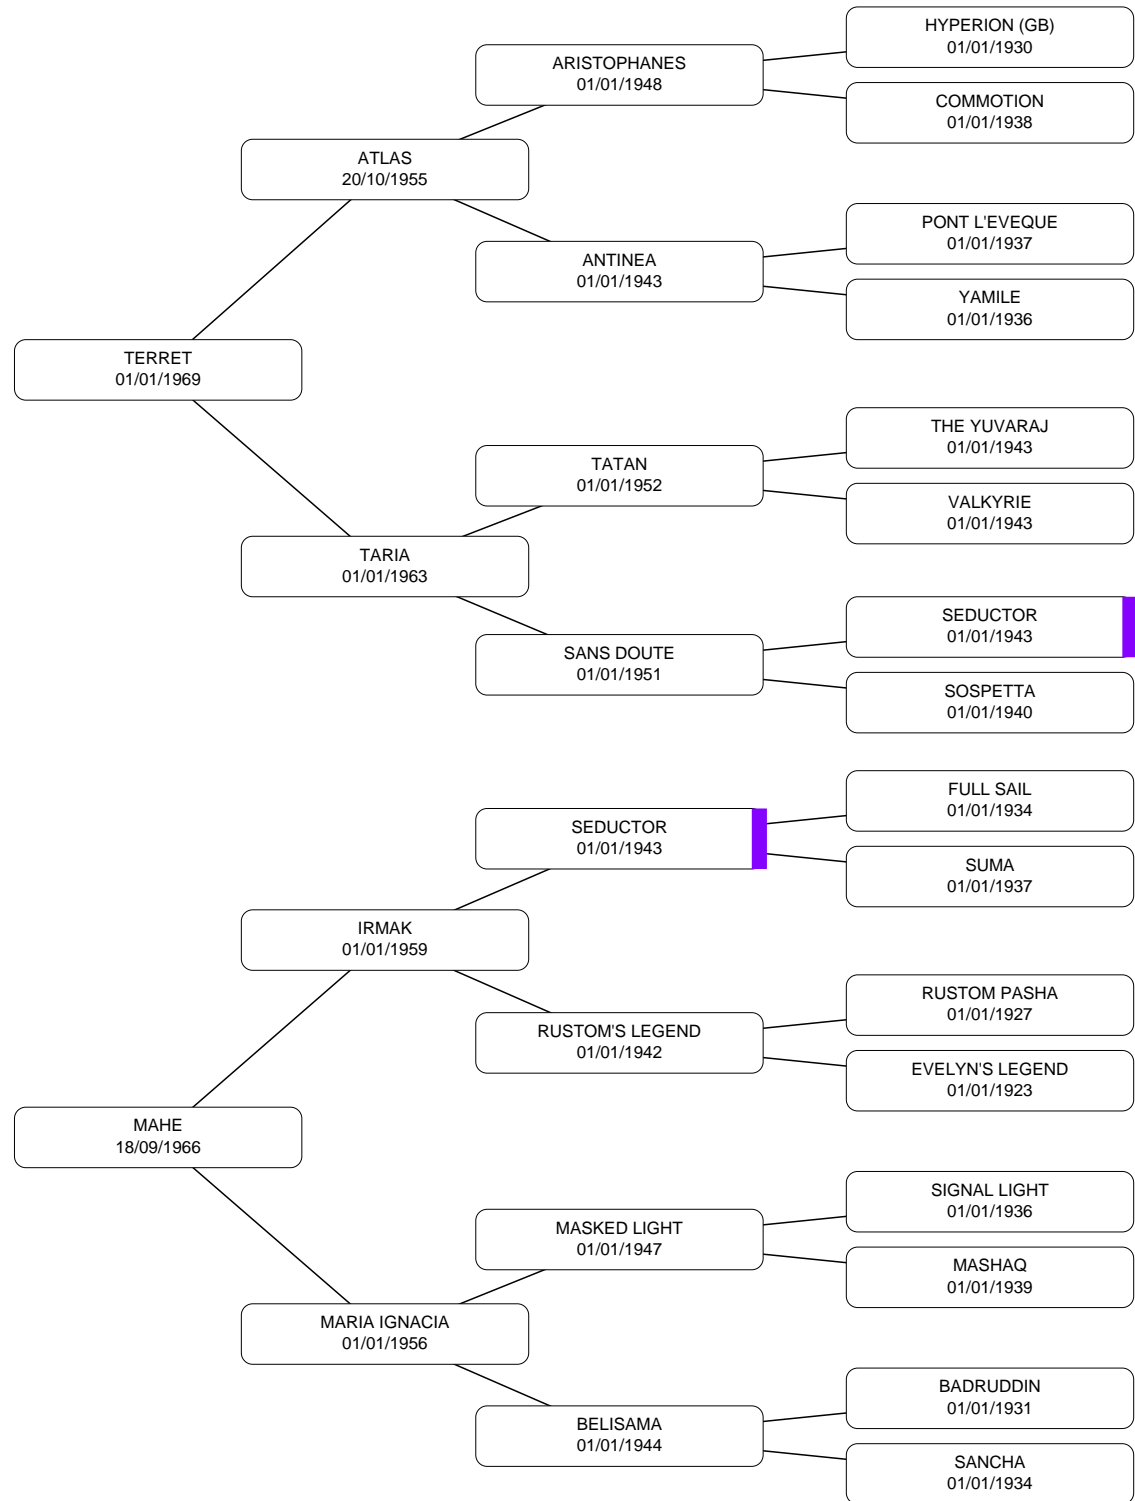 HYPERION (GB)
01/01/1930
ARISTOPHANES
01/01/1948
COMMOTION
01/01/1938
ATLAS
20/10/1955
PONT L'EVEQUE
01/01/1937
ANTINEA
01/01/1943
YAMILE
01/01/1936
TERRET
01/01/1969
THE YUVARAJ
01/01/1943
TATAN
01/01/1952
VALKYRIE
01/01/1943
TARIA
01/01/1963
SEDUCTOR
01/01/1943
SANS DOUTE
01/01/1951
SOSPETTA
01/01/1940
FULL SAIL
01/01/1934
SEDUCTOR
01/01/1943
SUMA
01/01/1937
IRMAK
01/01/1959
RUSTOM PASHA
01/01/1927
RUSTOM'S LEGEND
01/01/1942
EVELYN'S LEGEND
01/01/1923
MAHE
18/09/1966
SIGNAL LIGHT
01/01/1936
MASKED LIGHT
01/01/1947
MASHAQ
01/01/1939
MARIA IGNACIA
01/01/1956
BADRUDDIN
01/01/1931
BELISAMA
01/01/1944
SANCHA
01/01/1934